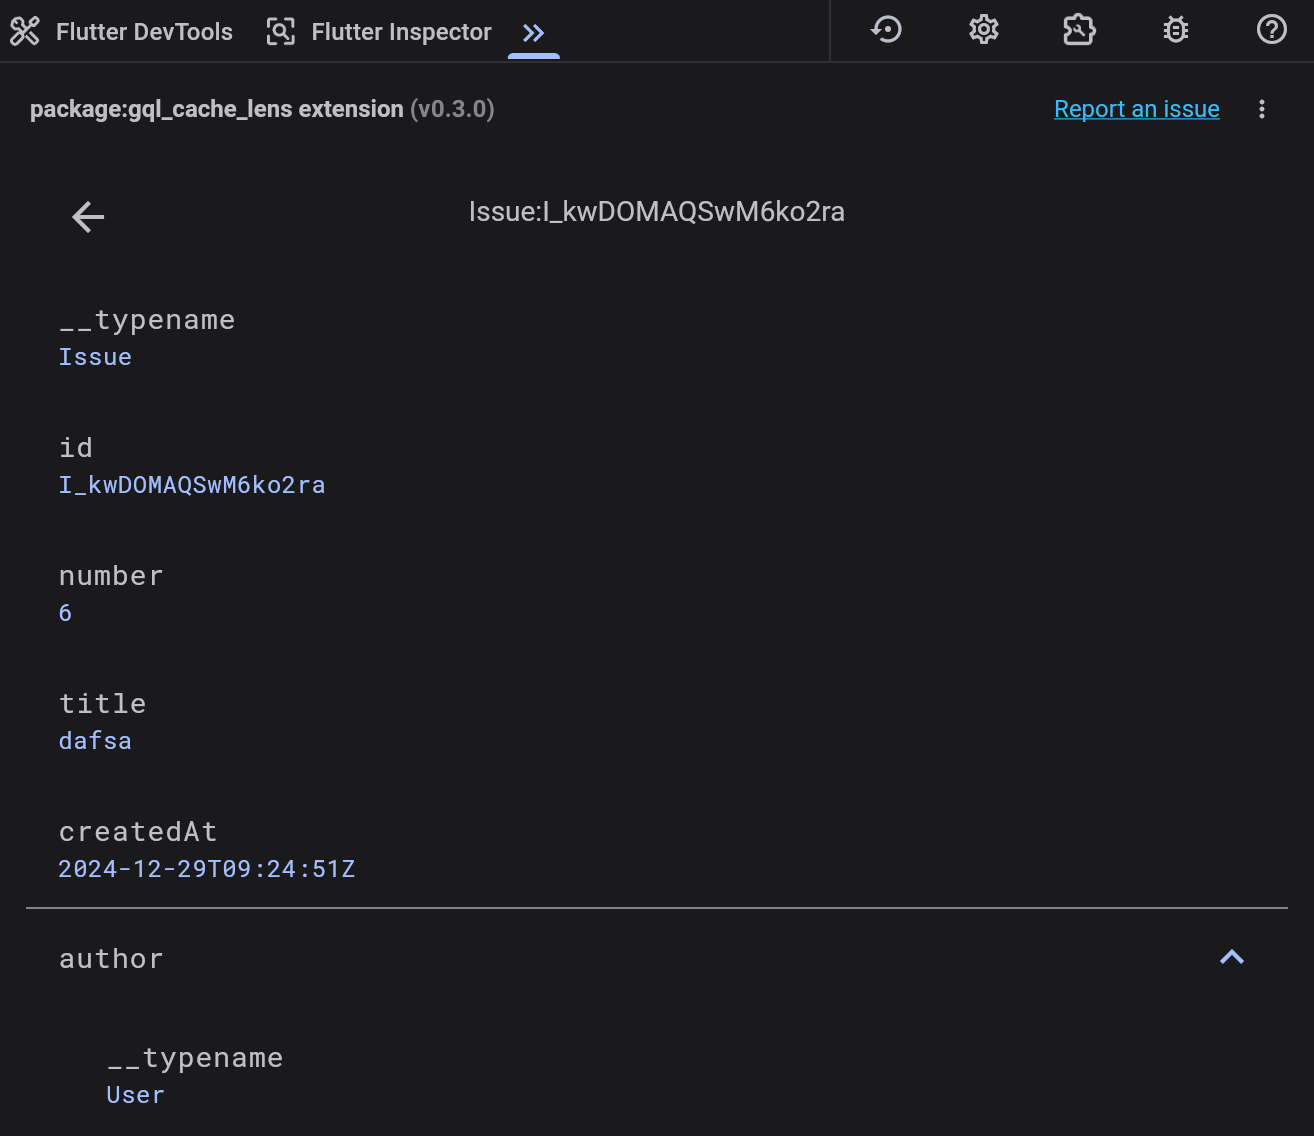 Flutter DevTools Flutter Inspector
package:gql_cache_lens extension (v0.3.0) Report an issue
Issue:I_kwDOMAQSwM6ko2ra
__typename
Issue
id
I_kwDOMAQSwM6ko2ra
number
6
title
dafsa
createdAt
2024-12-29T09:24:51Z
author
__typename
User